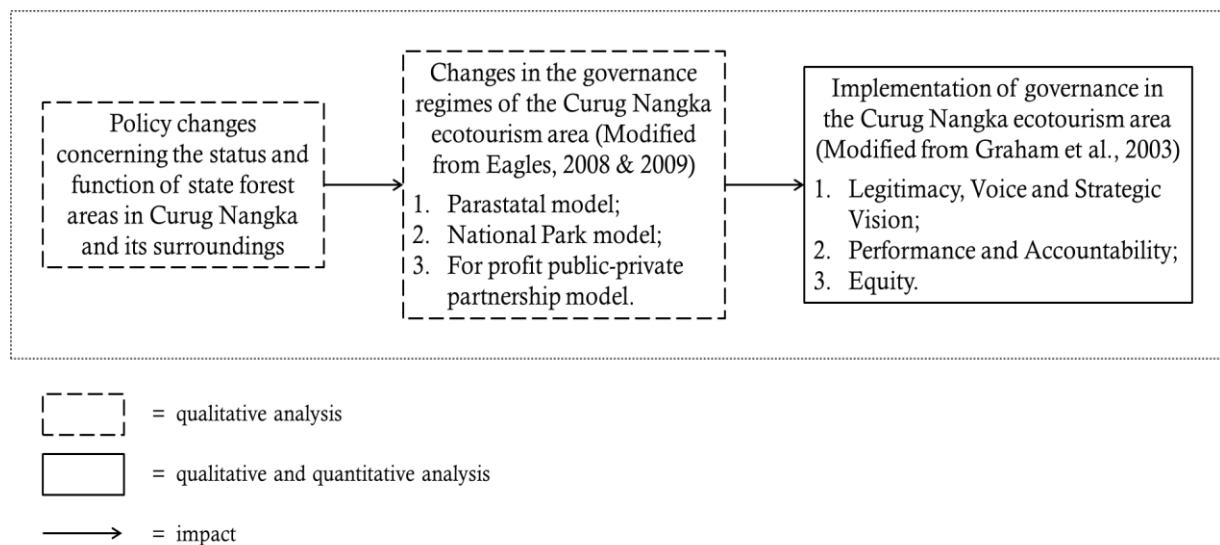 Policy changes
concerning the status and
function of state forest
areas in Curug Nangka
and its surroundings
Changes in the governance
regimes of the Curug Nangka
ecotourism area (Modified
from Eagles, 2008 & 2009)
1. Parastatal model;
2. National Park model;
3. For profit public-private
partnership model.
Implementation of governance in
the Curug Nangka ecotourism area
(Modified from Graham et al., 2003)
1. Legitimacy, Voice and Strategic
Vision;
2. Performance and Accountability;
3. Equity.
= qualitative analysis
= qualitative and quantitative analysis
= impact